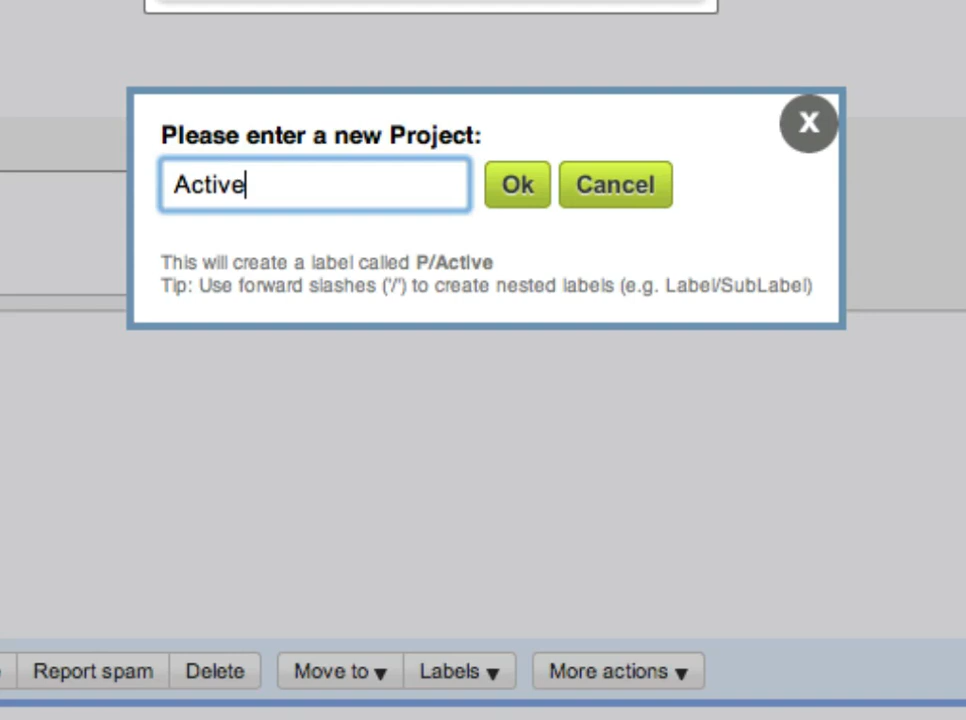 Please enter a new Project:
X
Active
Ok
Cancel
This will create a label called P/Active
Tip: Use forward slashes ('/') to create nested labels (e.g. Label/SubLabel)
Report spam
Delete
Move to ▼
Labels ▼
More actions ▼